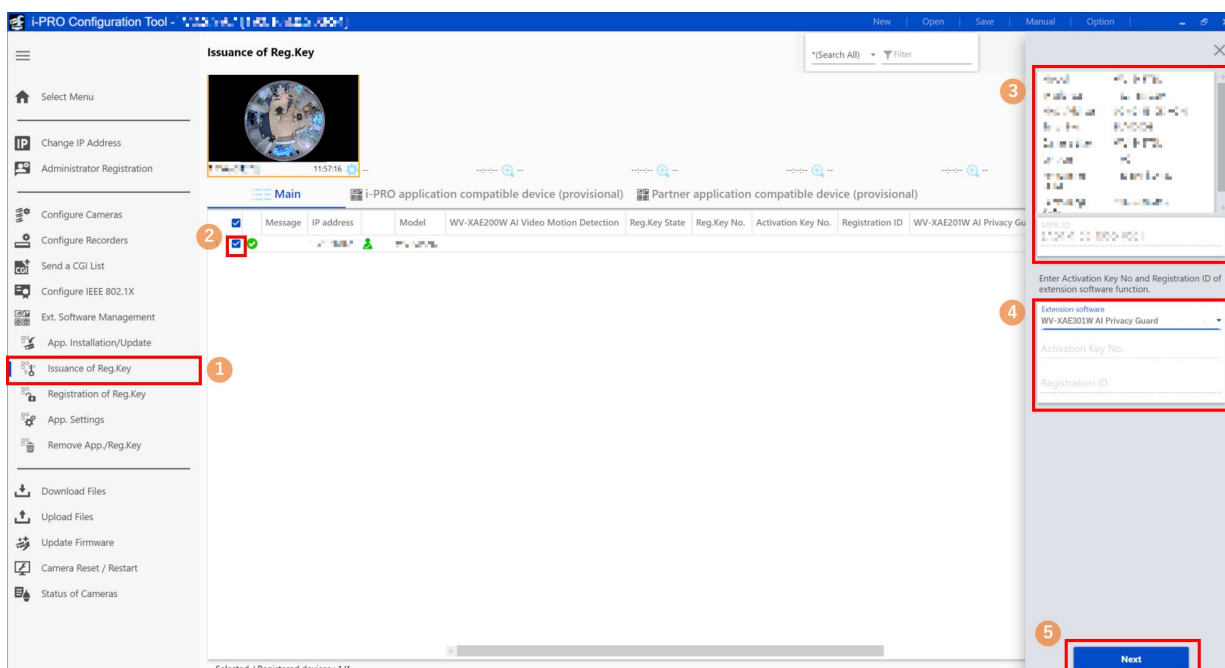 i-PRO Configuration Tool -
New | Open | Save | Manual | Option |
Issuance of Reg.Key
*(Search All) Filter
Select Menu
Change IP Address
Administrator Registration
Configure Cameras
Configure Recorders
Send a CGI List
Configure IEEE 802.1X
Ext. Software Management
App. Installation/Update
Issuance of Reg.Key
Registration of Reg.Key
App. Settings
Remove App./Reg.Key
Download Files
Upload Files
Update Firmware
Camera Reset / Restart
Status of Cameras
1
11:57:16 --
--:--:-- --
--:--:-- --
--:--:-- --
--:--:-- --
Main i-PRO application compatible device (provisional) Partner application compatible device (provisional)
Message IP address Model WV-XAE200W AI Video Motion Detection Reg.Key State Reg.Key No. Activation Key No. Registration ID WV-XAE201W AI Privacy Gu
2
Selected / Registered devices : 1/1
3
MPR ID
Enter Activation Key No and Registration ID of
extension software function.
4
Extension software
WV-XAE301W AI Privacy Guard
Activation Key No.
Registration ID
5
Next